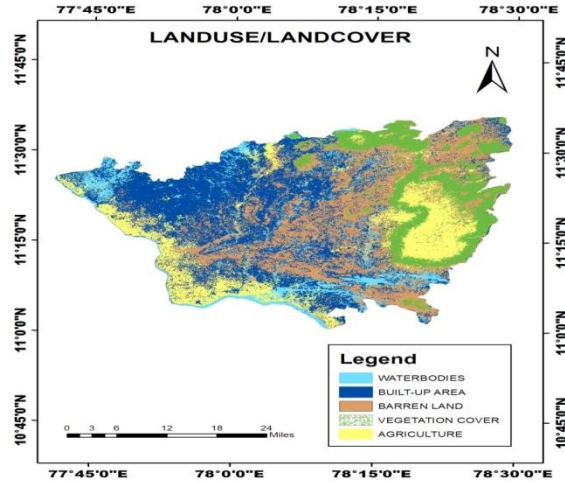 77°45'0"E 78°0'0"E 78°15'0"E 78°30'0"E
LANDUSE/LANDCOVER
N
11°45'0"N 11°45'0"N
11°30'0"N 11°30'0"N
11°15'0"N 11°15'0"N
11°0'0"N 11°0'0"N
10°45'0"N 10°45'0"N
Legend
WATERBODIES
BUILT-UP AREA
BARREN LAND
VEGETATION COVER
AGRICULTURE
0 3 6 12 18 24
Miles
77°45'0"E 78°0'0"E 78°15'0"E 78°30'0"E